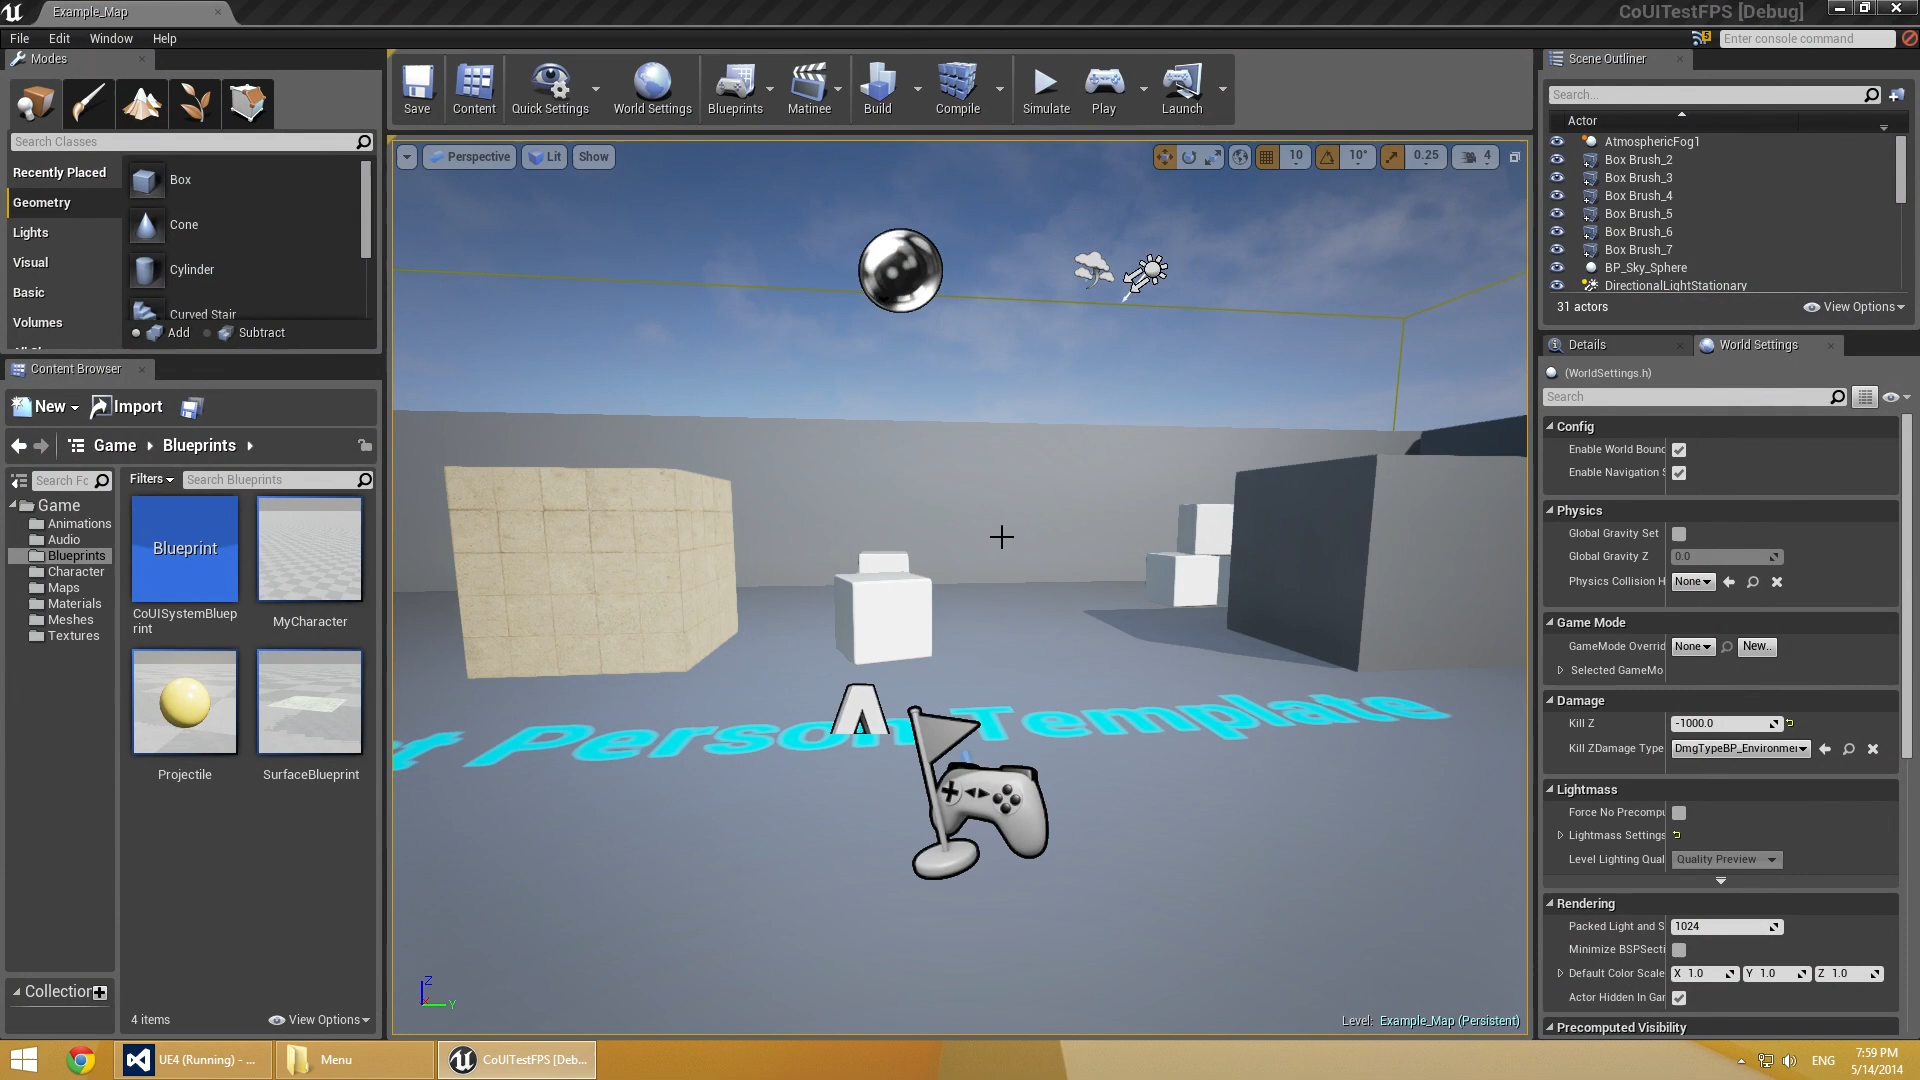 Example_Map
CoUITestFPS [Debug]
File Edit Window Help
5
Enter console command
Modes
Search Classes
Recently Placed
Geometry
Lights
Visual
Basic
Volumes
Box
Cone
Cylinder
Curved Stair
Add Subtract
Save
Content
Quick Settings
World Settings
Blueprints
Matinee
Build
Compile
Simulate
Play
Launch
Perspective
Lit
Show
10
10°
0.25
4
Person Template
Z
Y
Level: Example_Map (Persistent)
Content Browser
New
Import
Game
Blueprints
Search Fc
Filters
Search Blueprints
Game
Animations
Audio
Blueprints
Character
Maps
Materials
Meshes
Textures
Blueprint
CoUISystemBluep
rint
MyCharacter
Projectile
SurfaceBlueprint
Collection
4 items
View Options
Scene Outliner
Search...
Actor
AtmosphericFog1
Box Brush_2
Box Brush_3
Box Brush_4
Box Brush_5
Box Brush_6
Box Brush_7
BP_Sky_Sphere
DirectionalLightStationary
31 actors
View Options
Details
World Settings
(WorldSettings.h)
Search
Config
Enable World Bounc
Enable Navigation S
Physics
Global Gravity Set
Global Gravity Z 0.0
Physics Collision H None
Game Mode
GameMode Overrid None New..
Selected GameMo
Damage
Kill Z -1000.0
Kill ZDamage Type DmgTypeBP_Environmen
Lightmass
Force No Precompu
Lightmass Settings
Level Lighting Qual Quality Preview
Rendering
Packed Light and S 1024
Minimize BSPSecti
Default Color Scale X 1.0 Y 1.0 Z 1.0
Actor Hidden In Gar
Precomputed Visibility
UE4 (Running) - ...
Menu
CoUITestFPS [Deb...
ENG
7:59 PM
5/14/2014